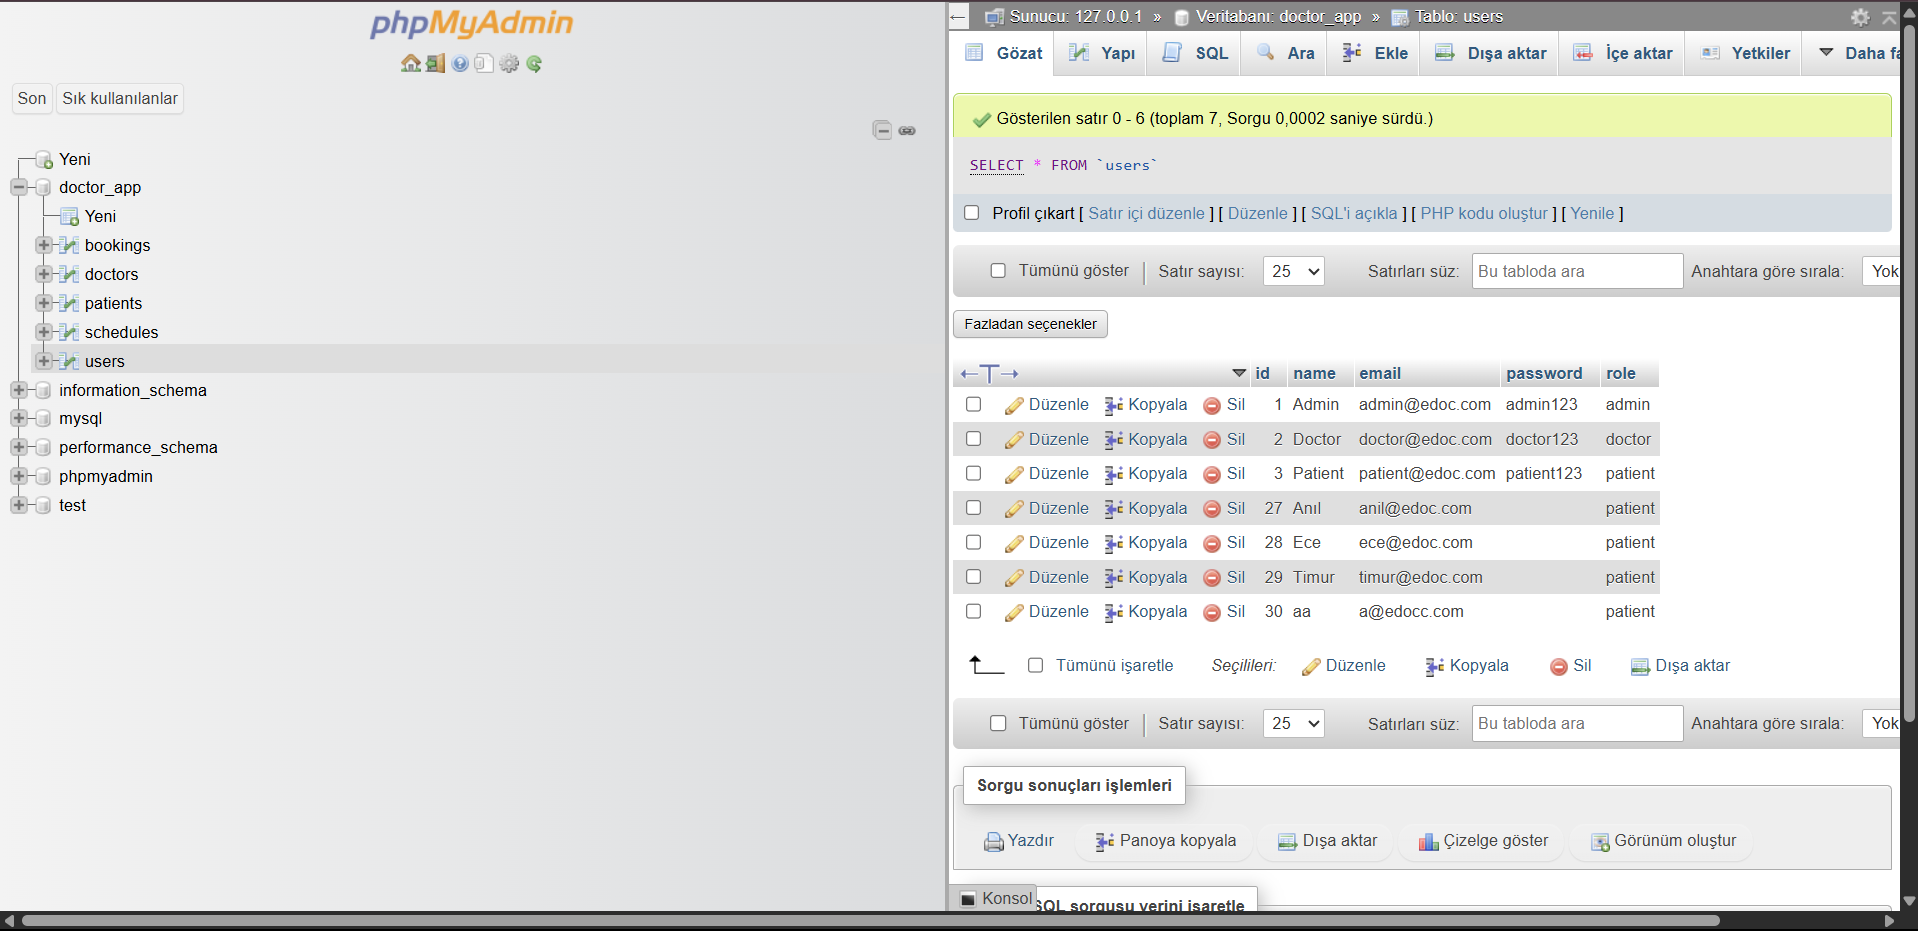 phpMyAdmin
Son Sık kullanılanlar
Yeni
doctor_app
Yeni
bookings
doctors
patients
schedules
users
information_schema
mysql
performance_schema
phpmyadmin
test
Sunucu: 127.0.0.1 » Veritabanı: doctor_app » Tablo: users
Gözat Yapı SQL Ara Ekle Dışa aktar İçe aktar Yetkiler Daha fa
Gösterilen satır 0 - 6 (toplam 7, Sorgu 0,0002 saniye sürdü.)
SELECT * FROM `users`
Profil çıkart [ Satır içi düzenle ] [ Düzenle ] [ SQL'i açıkla ] [ PHP kodu oluştur ] [ Yenile ]
Tümünü göster | Satır sayısı: 25 Satırları süz: Bu tabloda ara Anahtara göre sırala: Yok
Fazladan seçenekler
id name email password role
Düzenle Kopyala Sil 1 Admin admin@edoc.com admin123 admin
Düzenle Kopyala Sil 2 Doctor doctor@edoc.com doctor123 doctor
Düzenle Kopyala Sil 3 Patient patient@edoc.com patient123 patient
Düzenle Kopyala Sil 27 Anıl anil@edoc.com patient
Düzenle Kopyala Sil 28 Ece ece@edoc.com patient
Düzenle Kopyala Sil 29 Timur timur@edoc.com patient
Düzenle Kopyala Sil 30 aa a@edocc.com patient
Tümünü işaretle Seçilileri: Düzenle Kopyala Sil Dışa aktar
Tümünü göster | Satır sayısı: 25 Satırları süz: Bu tabloda ara Anahtara göre sırala: Yok
Sorgu sonuçları işlemleri
Yazdır Panoya kopyala Dışa aktar Çizelge göster Görünüm oluştur
Konsol
SQL sorgusu yerini işaretle